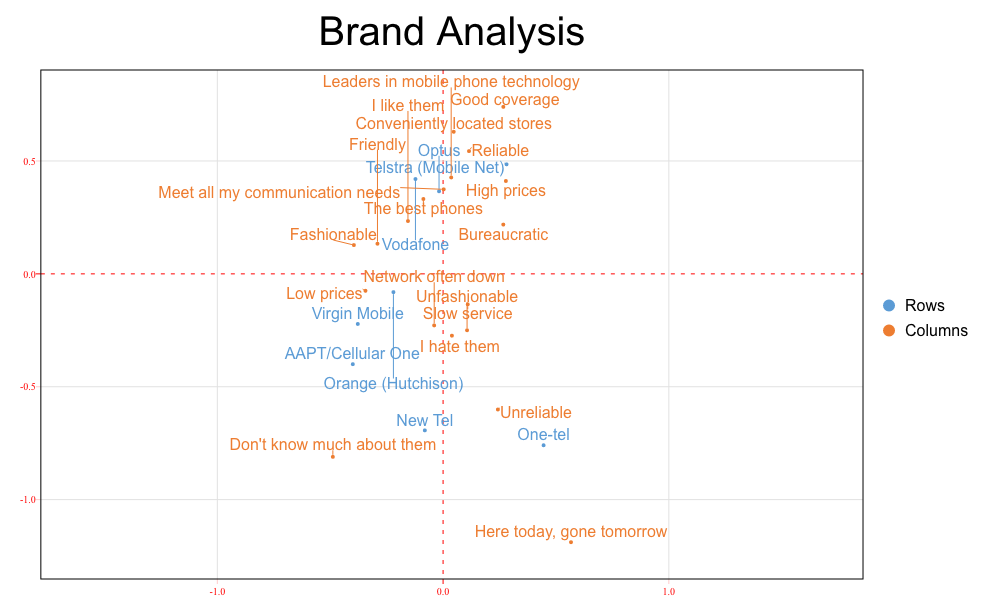 Brand Analysis
Leaders in mobile phone technology
Good coverage
I like them
Conveniently located stores
Friendly
Optus
Reliable
0.5
Telstra (Mobile Net)
Meet all my communication needs
High prices
The best phones
Fashionable
Bureaucratic
Vodafone
0.0
Network often down
Low prices
Unfashionable
Rows
Virgin Mobile
Slow service
Columns
I hate them
AAPT/Cellular One
Orange (Hutchison)
-0.5
Unreliable
New Tel
One-tel
Don't know much about them
-1.0
Here today, gone tomorrow
-1.0
0.0
1.0